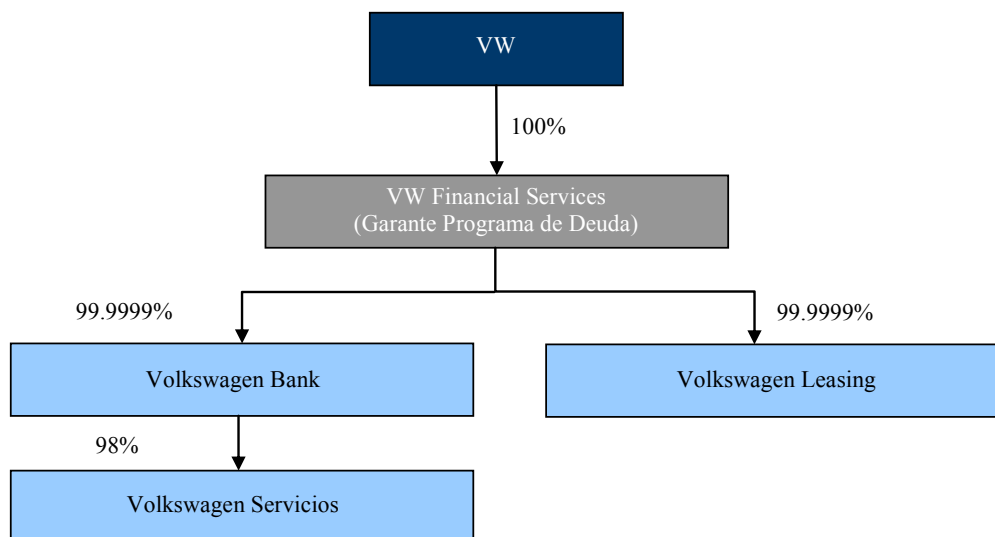 VW
100%
VW Financial Services
(Garante Programa de Deuda)
99.9999%
99.9999%
Volkswagen Bank
Volkswagen Leasing
98%
Volkswagen Servicios